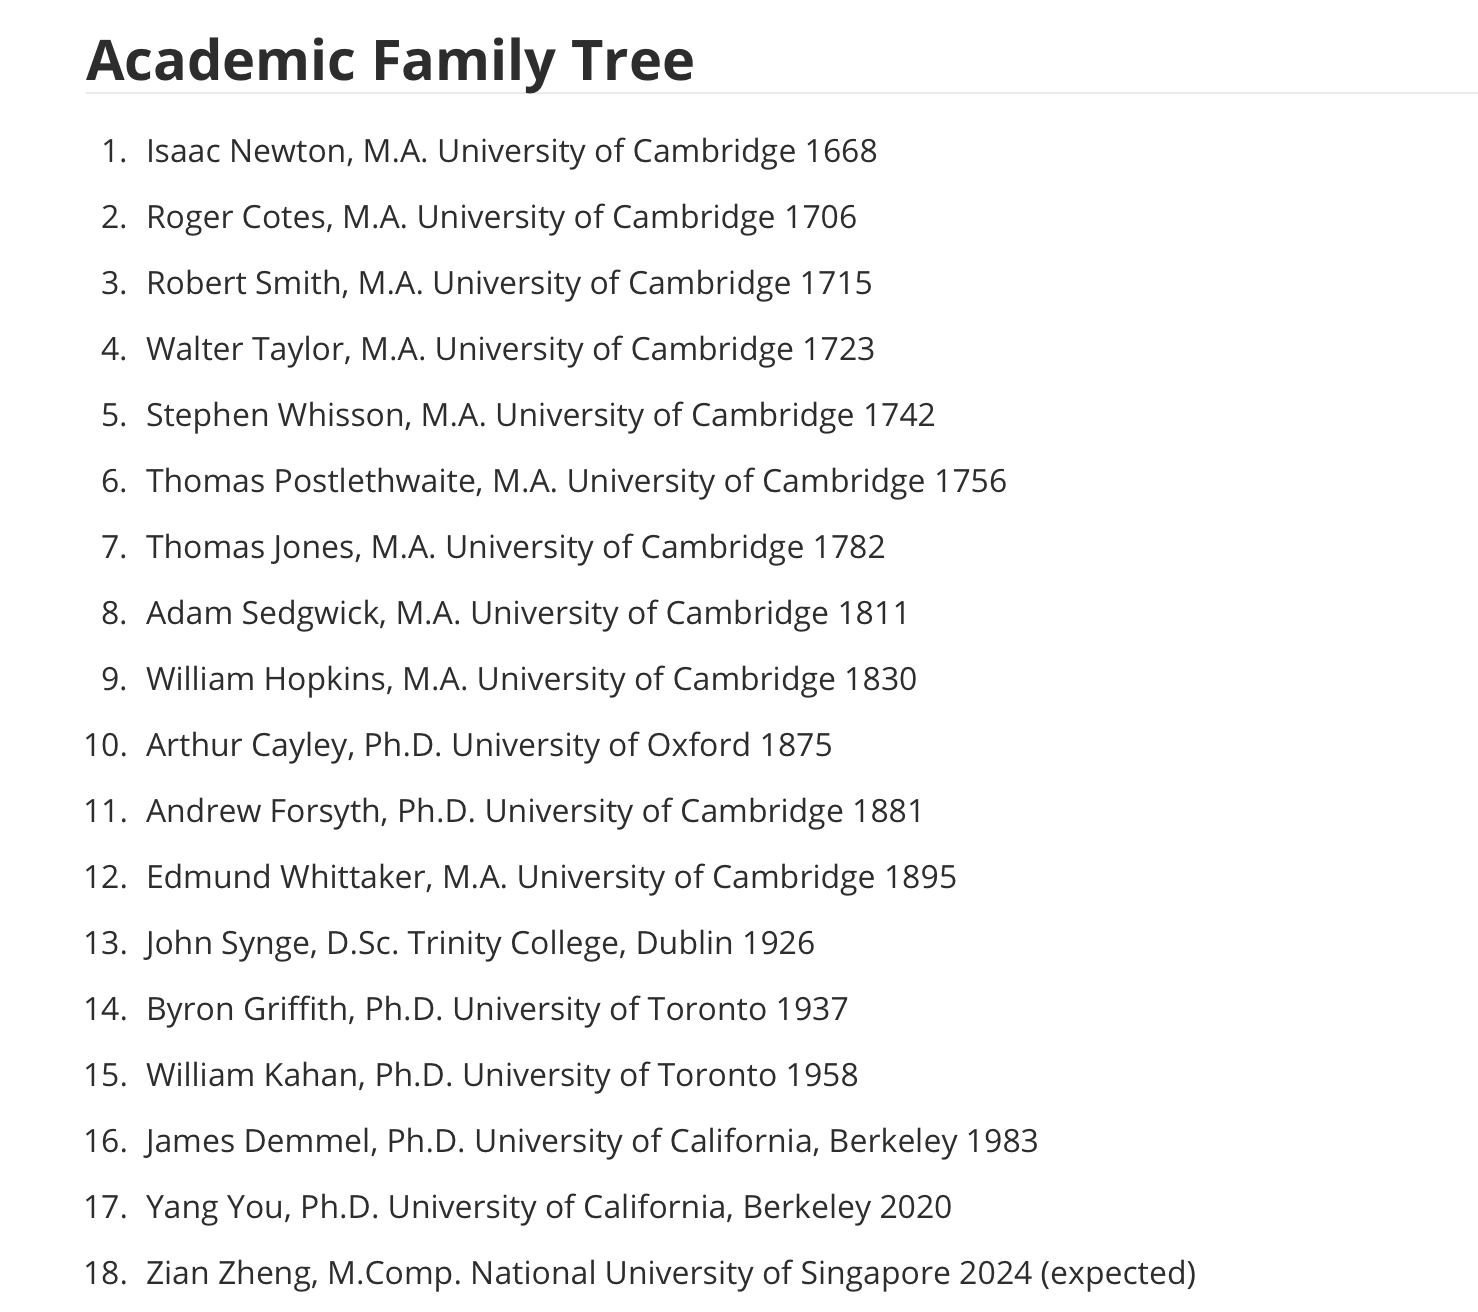 Academic Family Tree
1. Isaac Newton, M.A. University of Cambridge 1668
2. Roger Cotes, M.A. University of Cambridge 1706
3. Robert Smith, M.A. University of Cambridge 1715
4. Walter Taylor, M.A. University of Cambridge 1723
5. Stephen Whisson, M.A. University of Cambridge 1742
6. Thomas Postlethwaite, M.A. University of Cambridge 1756
7. Thomas Jones, M.A. University of Cambridge 1782
8. Adam Sedgwick, M.A. University of Cambridge 1811
9. William Hopkins, M.A. University of Cambridge 1830
10. Arthur Cayley, Ph.D. University of Oxford 1875
11. Andrew Forsyth, Ph.D. University of Cambridge 1881
12. Edmund Whittaker, M.A. University of Cambridge 1895
13. John Synge, D.Sc. Trinity College, Dublin 1926
14. Byron Griffith, Ph.D. University of Toronto 1937
15. William Kahan, Ph.D. University of Toronto 1958
16. James Demmel, Ph.D. University of California, Berkeley 1983
17. Yang You, Ph.D. University of California, Berkeley 2020
18. Zian Zheng, M.Comp. National University of Singapore 2024 (expected)